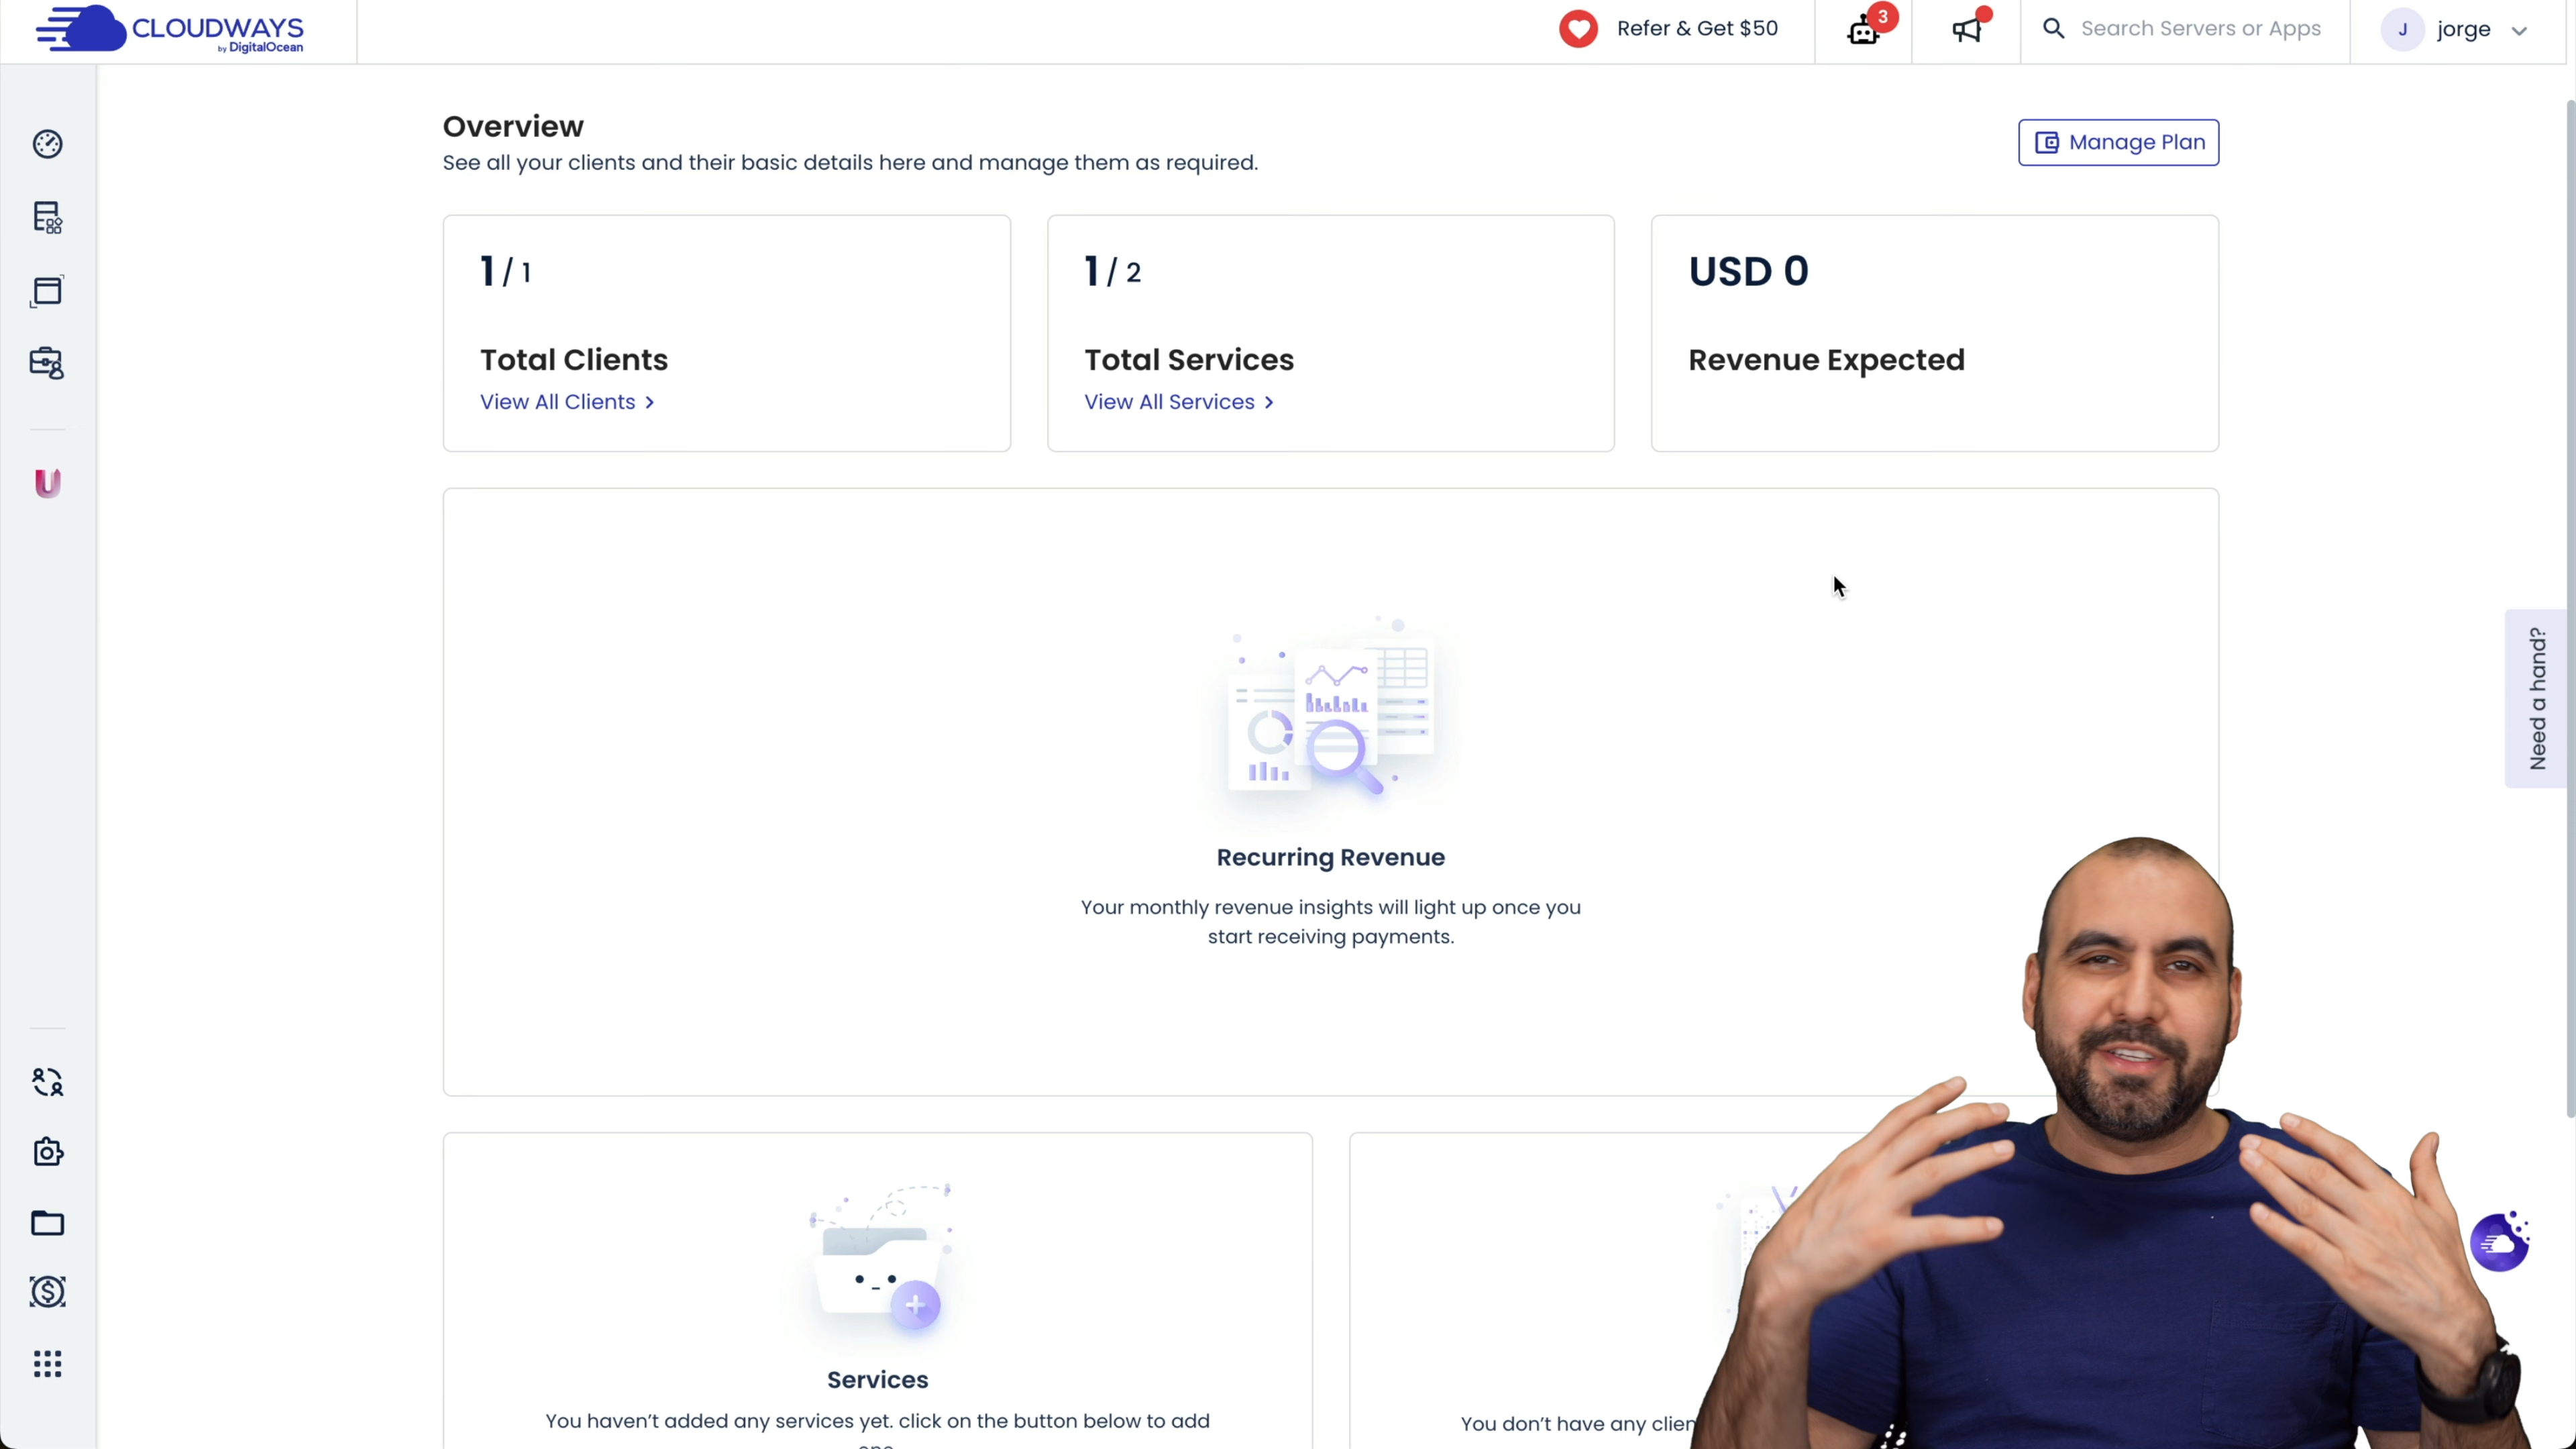 CLOUDWAYS
by DigitalOcean
Refer & Get $50
3
Search Servers or Apps
J
jorge
Overview
See all your clients and their basic details here and manage them as required.
Manage Plan
1 / 1
Total Clients
View All Clients >
1 / 2
Total Services
View All Services >
USD 0
Revenue Expected
U
Need a hand?
Recurring Revenue
Your monthly revenue insights will light up once you
start receiving payments.
Services
You haven't added any services yet. click on the button below to add
You don't have any